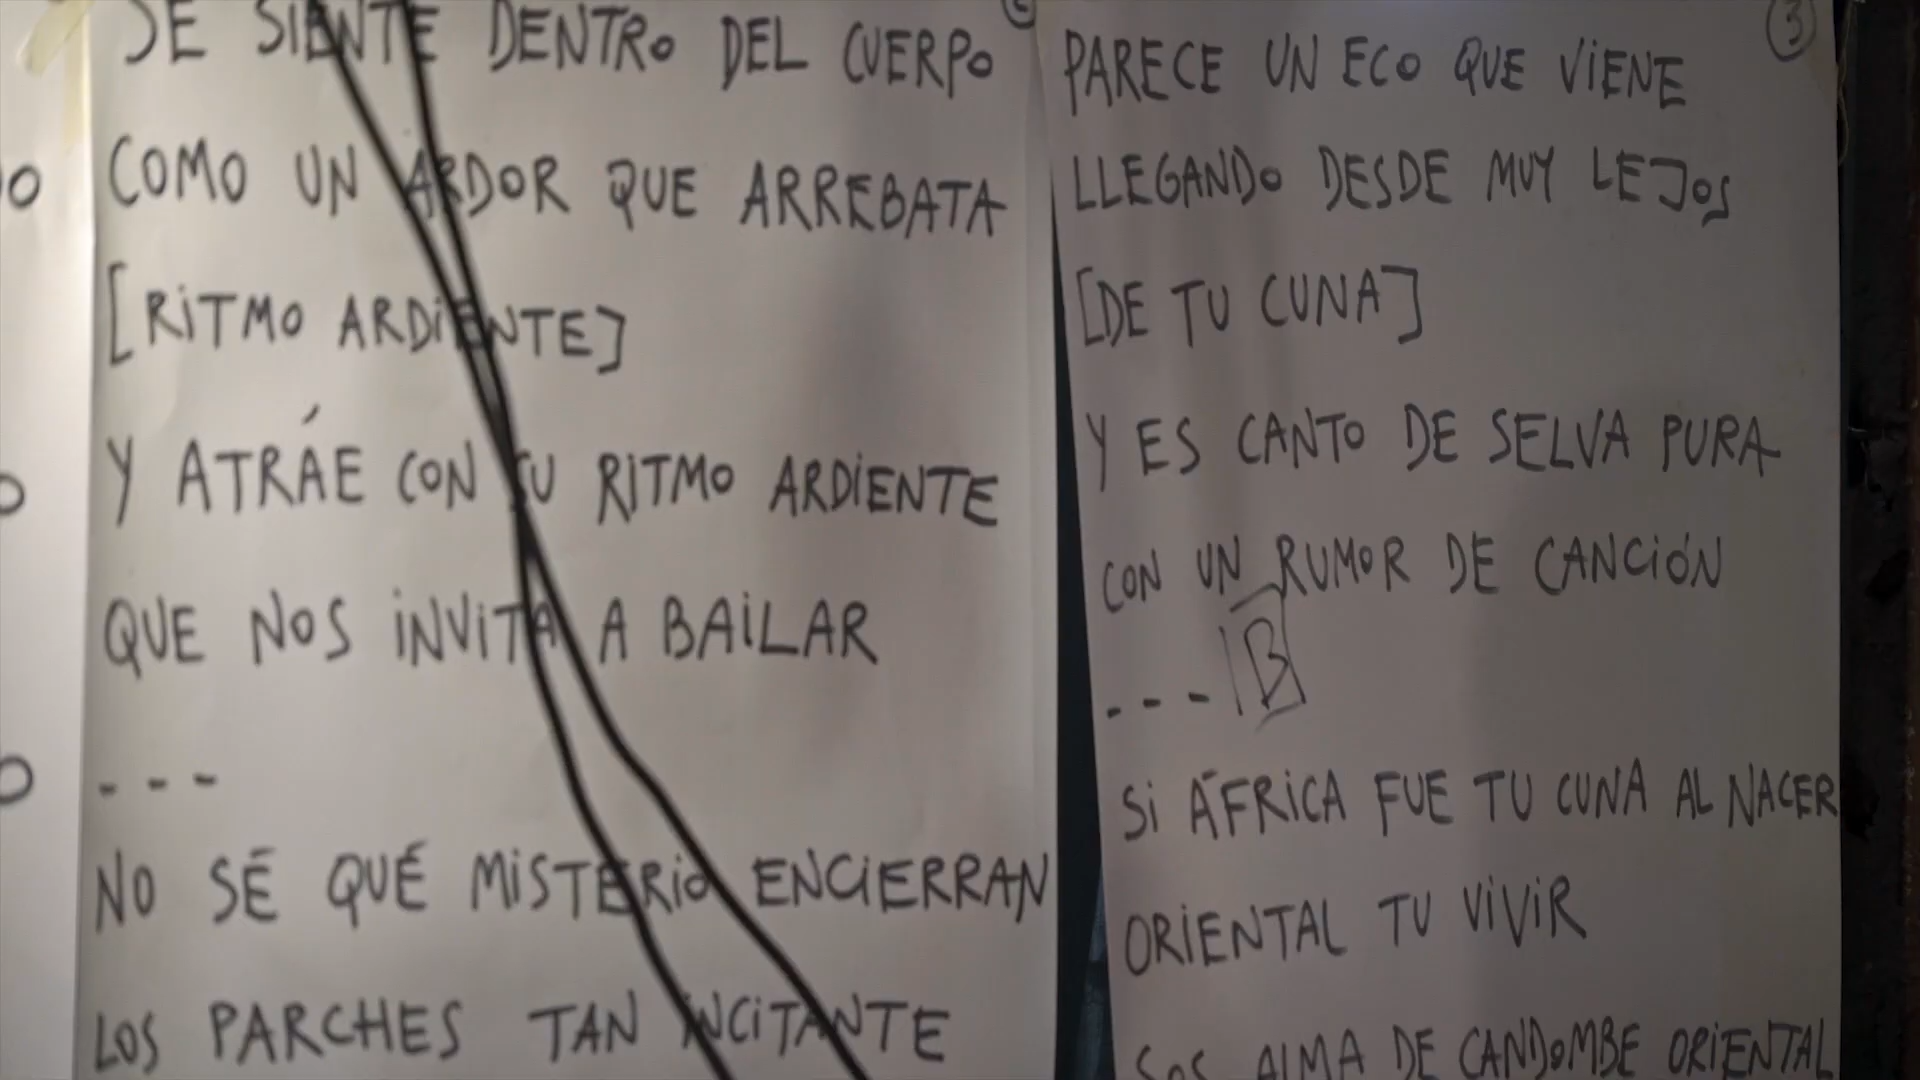 SE SIENTE DENTRO DEL CUERPO
COMO UN ARDOR QUE ARREBATA
[RITMO ARDIENTE]
Y ATRÁE CON SU RITMO ARDIENTE
QUE NOS INVITA A BAILAR
---
NO SÉ QUÉ MISTERIO ENCIERRAN
LOS PARCHES TAN INCITANTE
3
PARECE UN ECO QUE VIENE
LLEGANDO DESDE MUY LEJOS
[DE TU CUNA]
Y ES CANTO DE SELVA PURA
CON UN RUMOR DE CANCIÓN
--- B
SI ÁFRICA FUE TU CUNA AL NACER
ORIENTAL TU VIVIR
SOS ALMA DE CANDOMBE ORIENTAL